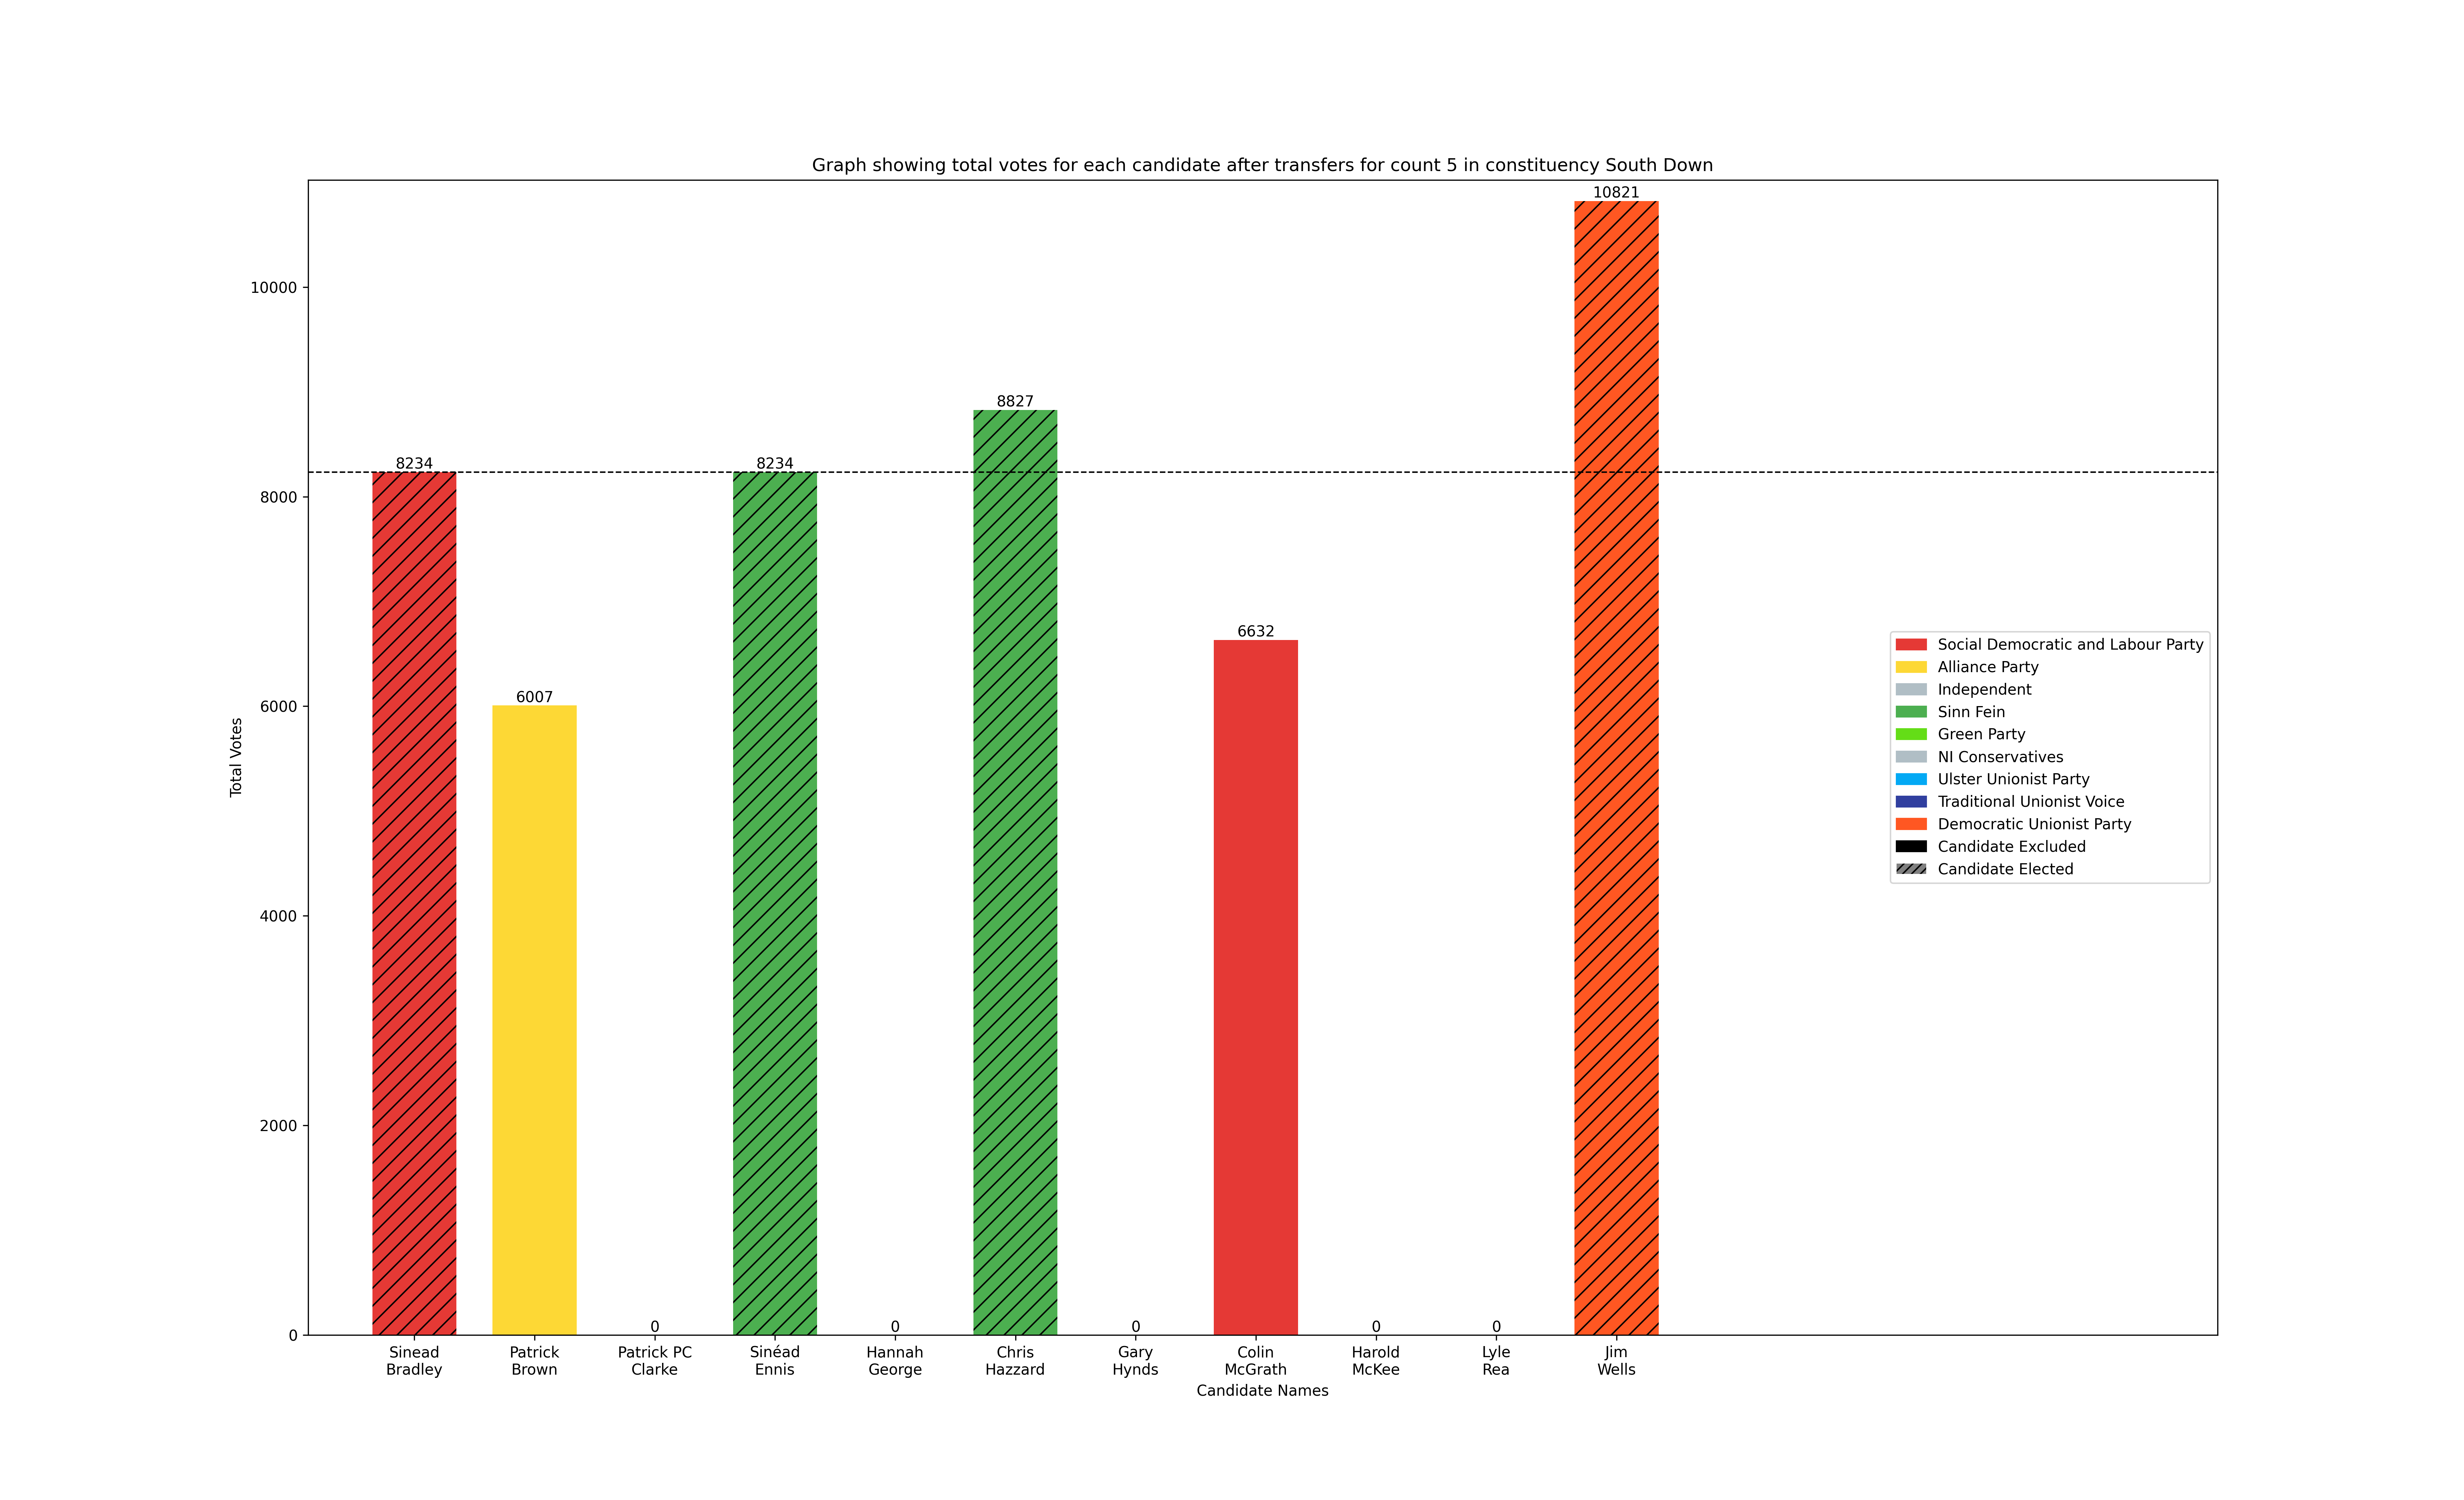 Graph showing total votes for each candidate after transfers for count 5 in constituency South Down
Total Votes
10000
8000
6000
4000
2000
0
8234
6007
0
8234
0
8827
0
6632
0
0
10821
Sinead
Bradley
Patrick
Brown
Patrick PC
Clarke
Sinéad
Ennis
Hannah
George
Chris
Hazzard
Gary
Hynds
Colin
McGrath
Harold
McKee
Lyle
Rea
Jim
Wells
Candidate Names
Social Democratic and Labour Party
Alliance Party
Independent
Sinn Fein
Green Party
NI Conservatives
Ulster Unionist Party
Traditional Unionist Voice
Democratic Unionist Party
Candidate Excluded
Candidate Elected